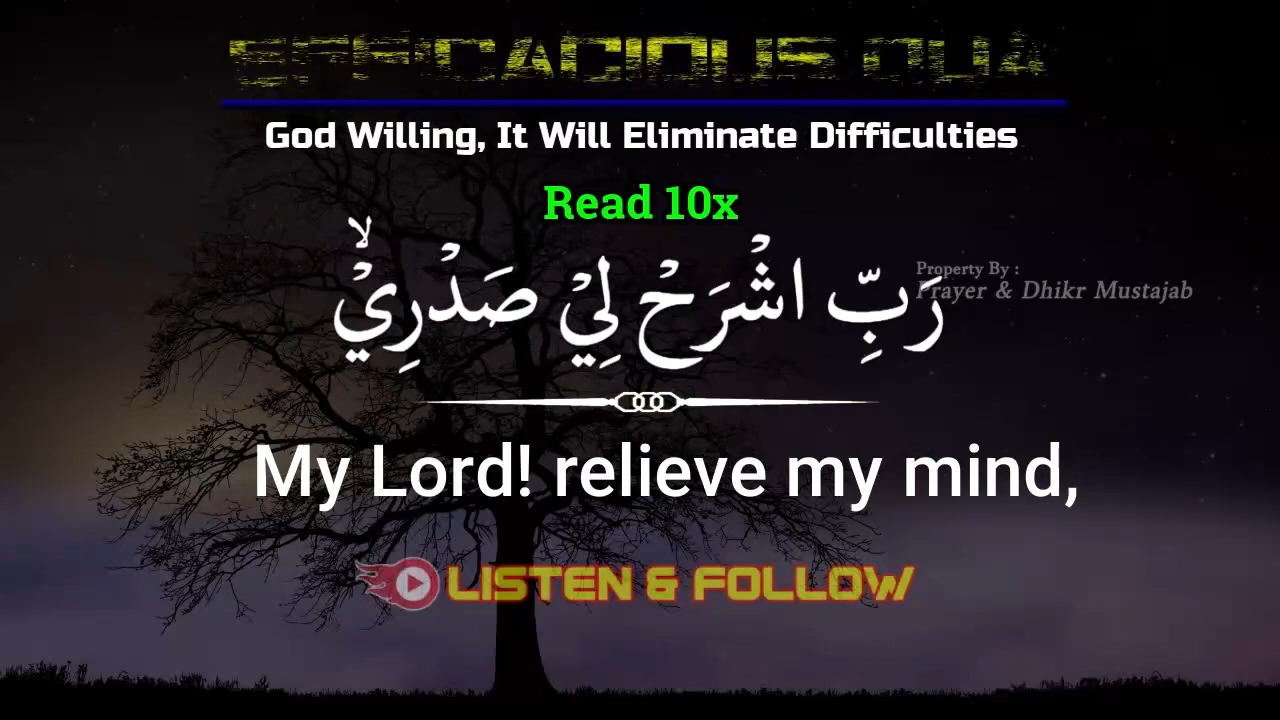 EFFICACIOUS DUA
God Willing, It Will Eliminate Difficulties
Read 10x
رَبِّ اشْرَحْ لِيْ صَدْرِيْۙ
Property By :
Prayer & Dhikr Mustajab
My Lord! relieve my mind,
LISTEN & FOLLOW